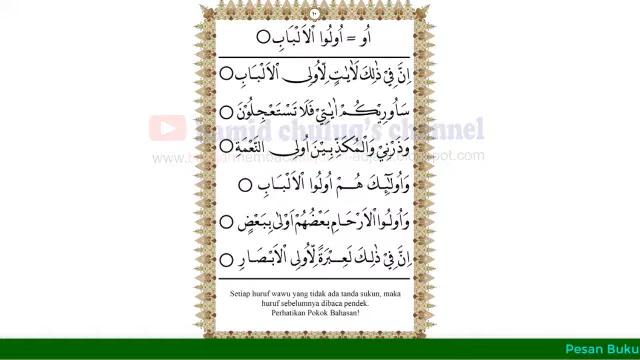 ٦٠
اُو = اُولُوا الْاَلْبَابِ ○
اِنَّ فِيْ ذٰلِكَ لَاٰيٰتٍ لِّاُولِى الْاَلْبَابِ ○
سَاُورِيْكُمْ اٰيٰتِيْ فَلَا تَسْتَعْجِلُوْنَ ○
وَذَرْنِيْ وَالْمُكَذِّبِيْنَ اُولِى النَّعْمَةِ ○
وَاُولٰٓئِكَ هُمْ اُولُوا الْاَلْبَابِ ○
وَاُولُوا الْاَرْحَامِ بَعْضُهُمْ اَوْلٰى بِبَعْضٍ ○
اِنَّ فِيْ ذٰلِكَ لَعِبْرَةً لِّاُولِى الْاَبْصَارِ ○
Setiap huruf wawu yang tidak ada tanda sukun, maka
huruf sebelumnya dibaca pendek.
Perhatikan Pokok Bahasan!
Pesan Buku